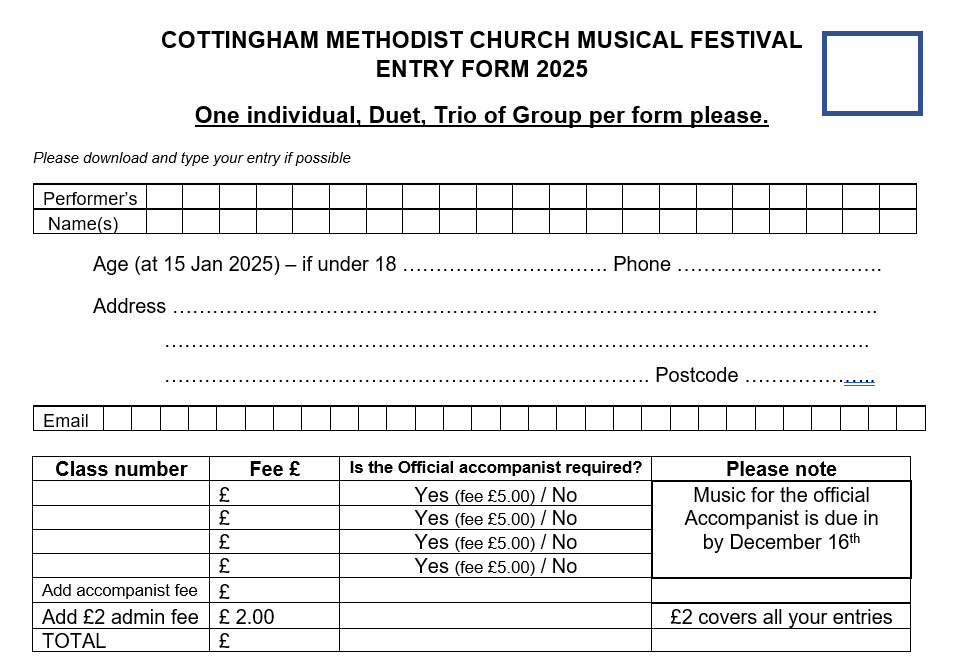 COTTINGHAM METHODIST CHURCH MUSICAL FESTIVAL
ENTRY FORM 2025
One individual, Duet, Trio of Group per form please.
Please download and type your entry if possible
Performer’s
Name(s)
Age (at 15 Jan 2025) – if under 18 …………………………. Phone ………………………….
Address …………………………………………………………………………………………….
…………………………………………………………………………………………….
………………………………………………………………. Postcode ………………….
Email
Class number Fee £ Is the Official accompanist required? Please note
£ Yes (fee £5.00) / No Music for the official
£ Yes (fee £5.00) / No Accompanist is due in
£ Yes (fee £5.00) / No by December 16th
£ Yes (fee £5.00) / No
Add accompanist fee £
Add £2 admin fee £ 2.00 £2 covers all your entries
TOTAL £